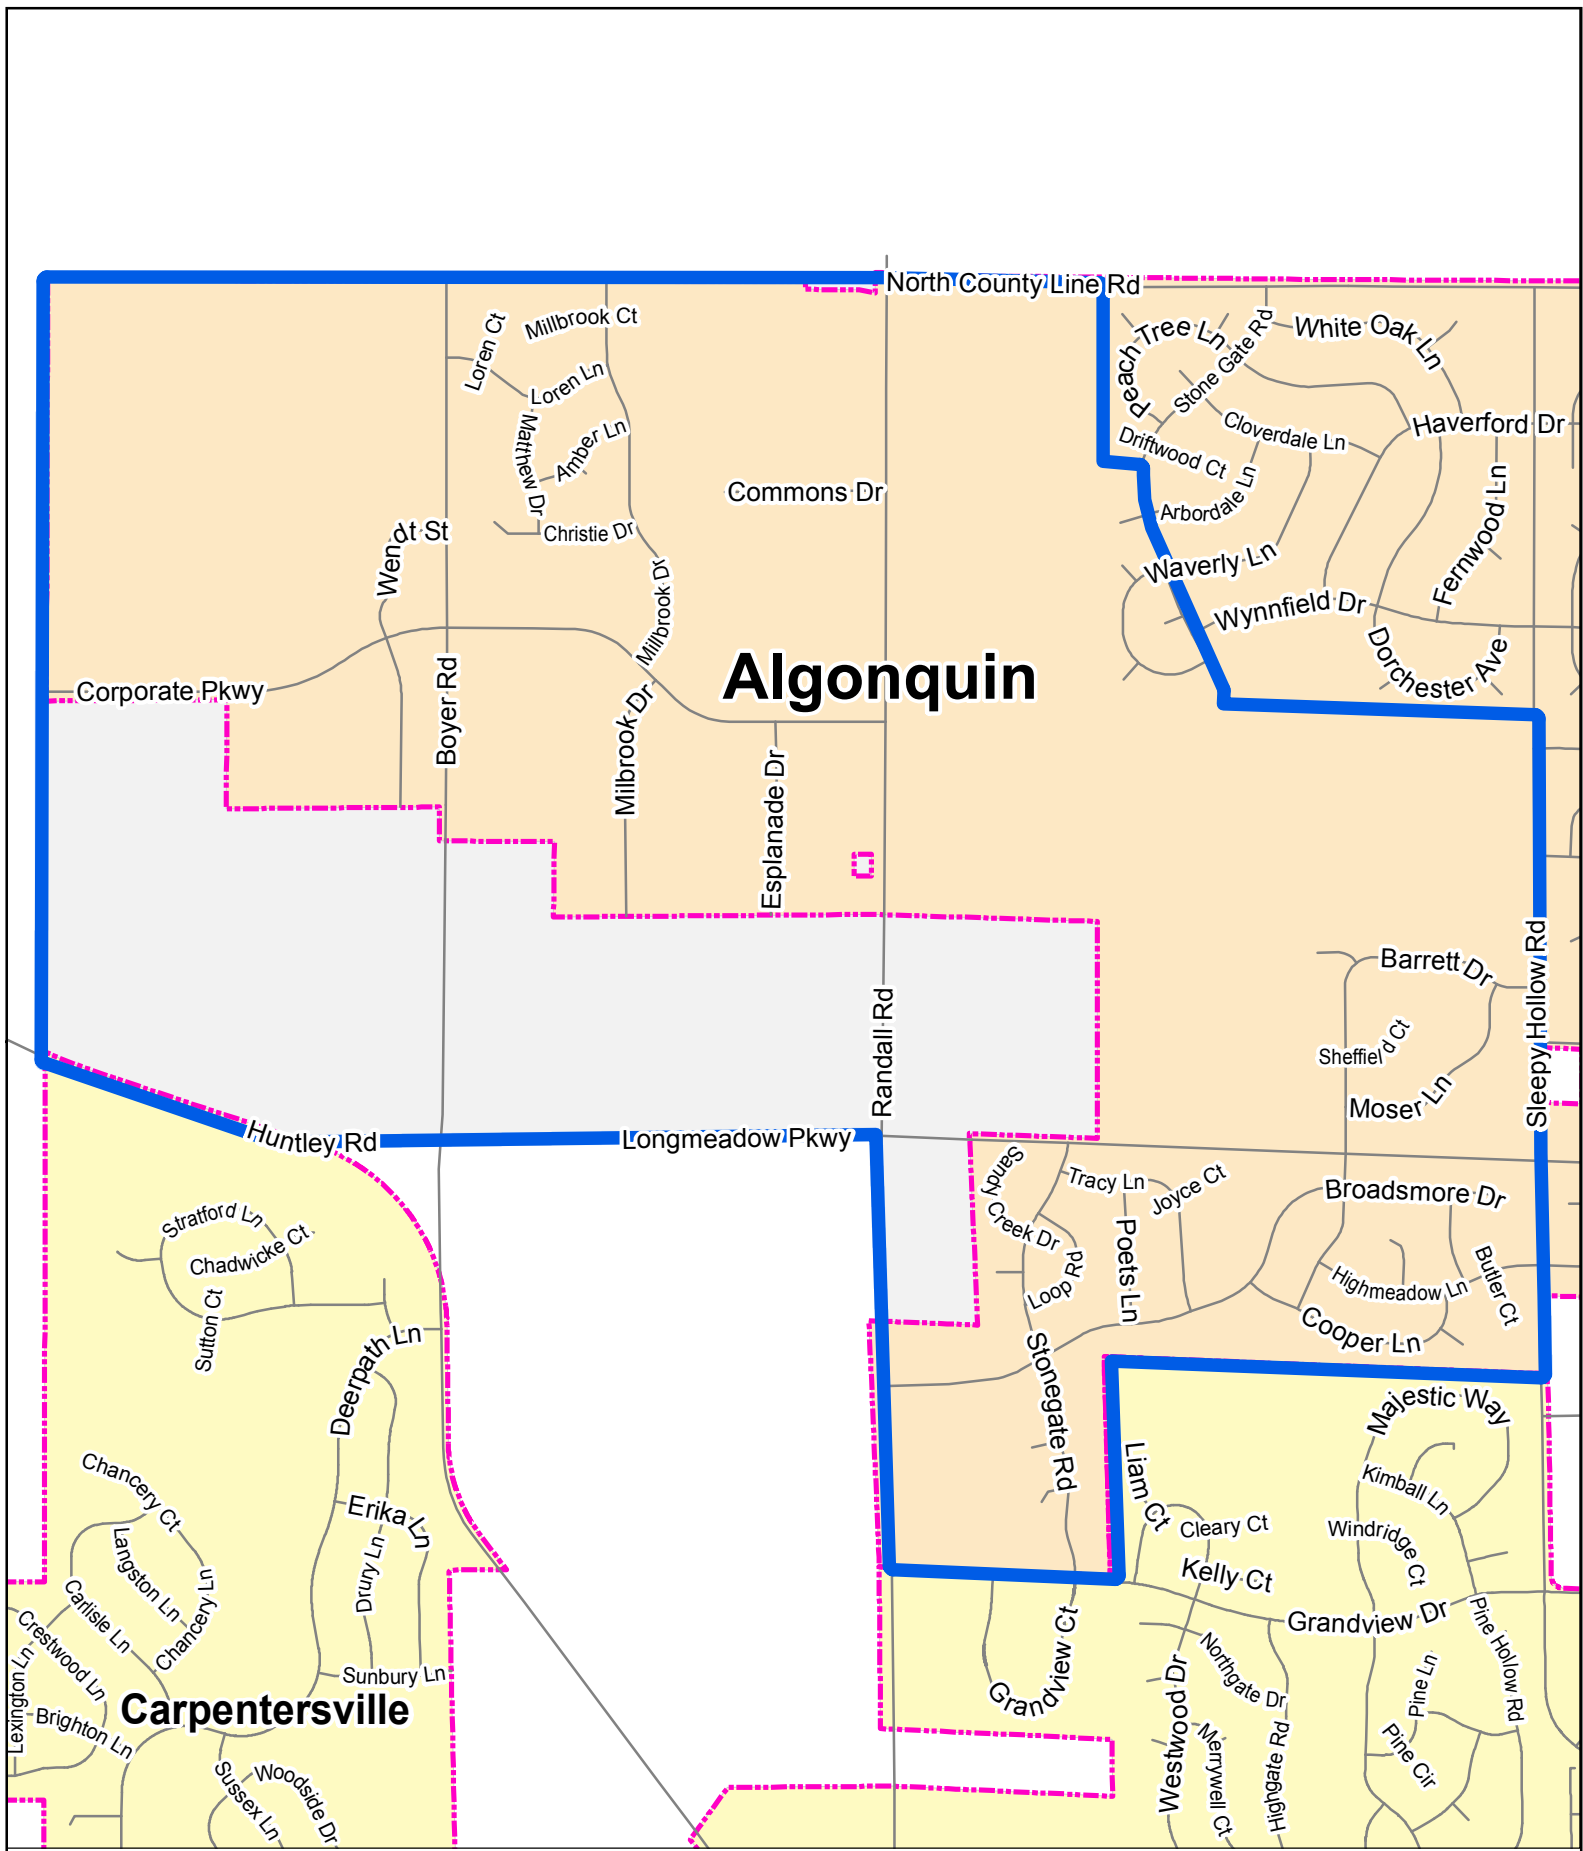 North County Line Rd
Millbrook Ct
Loren Ct
Peach Tree Ln
Stone Gate Rd
White Oak Ln
Loren Ln
Matthew Dr
Amber Ln
Driftwood Ct
Cloverdale Ln
Haverford Dr
Commons Dr
Arbordale Ln
Fernwood Ln
Wendt St
Christie Dr
Waverly Ln
Millbrook Dr
Wynnfield Dr
Dorchester Ave
Algonquin
Corporate Pkwy
Boyer Rd
Milbrook Dr
Esplanade Dr
Barrett Dr
Sleepy Hollow Rd
Randall Rd
Sheffield Ct
Moser Ln
Huntley Rd
Longmeadow Pkwy
Sandy Creek Dr
Tracy Ln
Joyce Ct
Broadsmore Dr
Stratford Ln
Chadwicke Ct
Poets Ln
Loop Rd
Highmeadow Ln
Butler Ct
Sutton Ct
Deerpath Ln
Cooper Ln
Stonegate Rd
Majestic Way
Liam Ct
Kimball Ln
Chancery Ct
Erika Ln
Cleary Ct
Windridge Ct
Langston Ln
Drury Ln
Kelly Ct
Carlisle Ln
Chancery Ln
Grandview Dr
Crestwood Ln
Lexington Ln
Sunbury Ln
Grandview Ct
Northgate Dr
Pine Hollow Rd
Pine Ln
Carpentersville
Brighton Ln
Westwood Dr
Merrywell Ct
Highgate Rd
Pine Cir
Sussex Ln
Woodside Dr